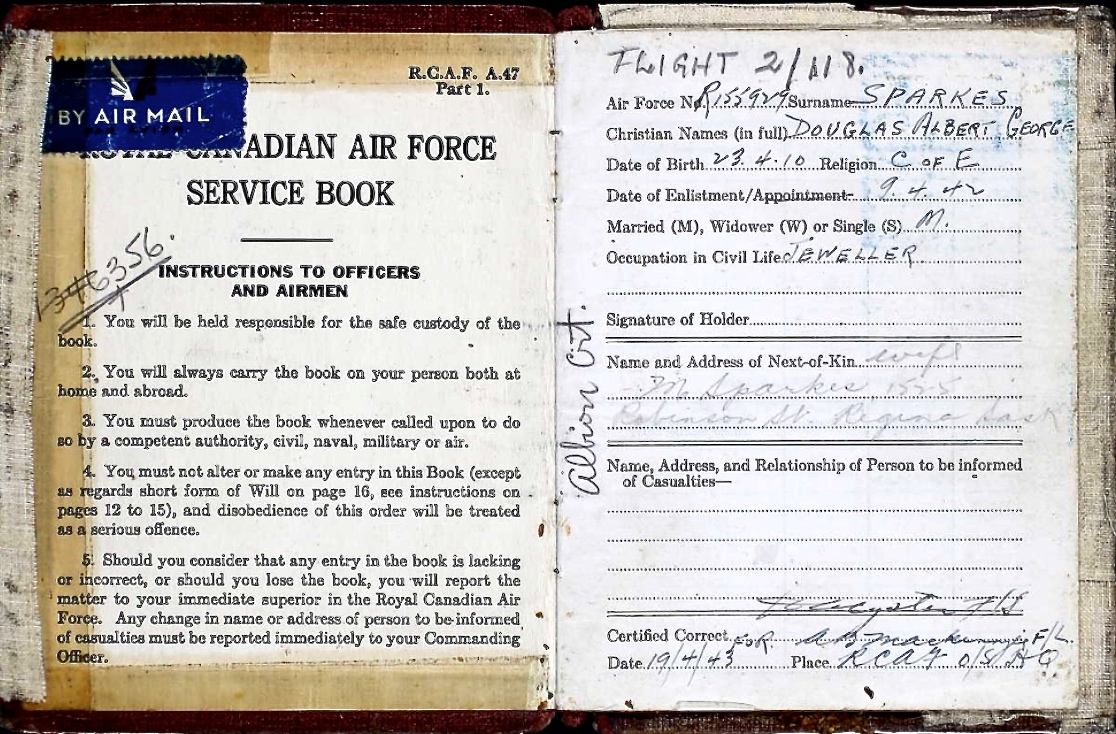 BY AIR MAIL
PAR AVION
R.C.A.F. A.47
Part 1.
ROYAL CANADIAN AIR FORCE
SERVICE BOOK
INSTRUCTIONS TO OFFICERS
AND AIRMEN
1. You will be held responsible for the safe custody of the
book.
2. You will always carry the book on your person both at
home and abroad.
3. You must produce the book whenever called upon to do
so by a competent authority, civil, naval, military or air.
4. You must not alter or make any entry in this Book (except
as regards short form of Will on page 16, see instructions on
pages 12 to 15), and disobedience of this order will be treated
as a serious offence.
5. Should you consider that any entry in the book is lacking
or incorrect, or should you lose the book, you will report the
matter to your immediate superior in the Royal Canadian Air
Force. Any change in name or address of person to be informed
of casualties must be reported immediately to your Commanding
Officer.
Albion
FLIGHT 2/118.
Air Force No R155929 Surname SPARKES
Christian Names (in full) DOUGLAS ALBERT GEORGE
Date of Birth 23.4.10 Religion C OF E
Date of Enlistment/Appointment 9.4.42
Married (M), Widower (W) or Single (S) M.
Occupation in Civil Life JEWELLER
Signature of Holder
Name and Address of Next-of-Kin wife
M Sparkes 1525
Robinson St. Regina Sask
Name, Address, and Relationship of Person to be informed
of Casualties—
Certified Correct F/L.
Date 19/4/43 Place RCAF O/S HQ